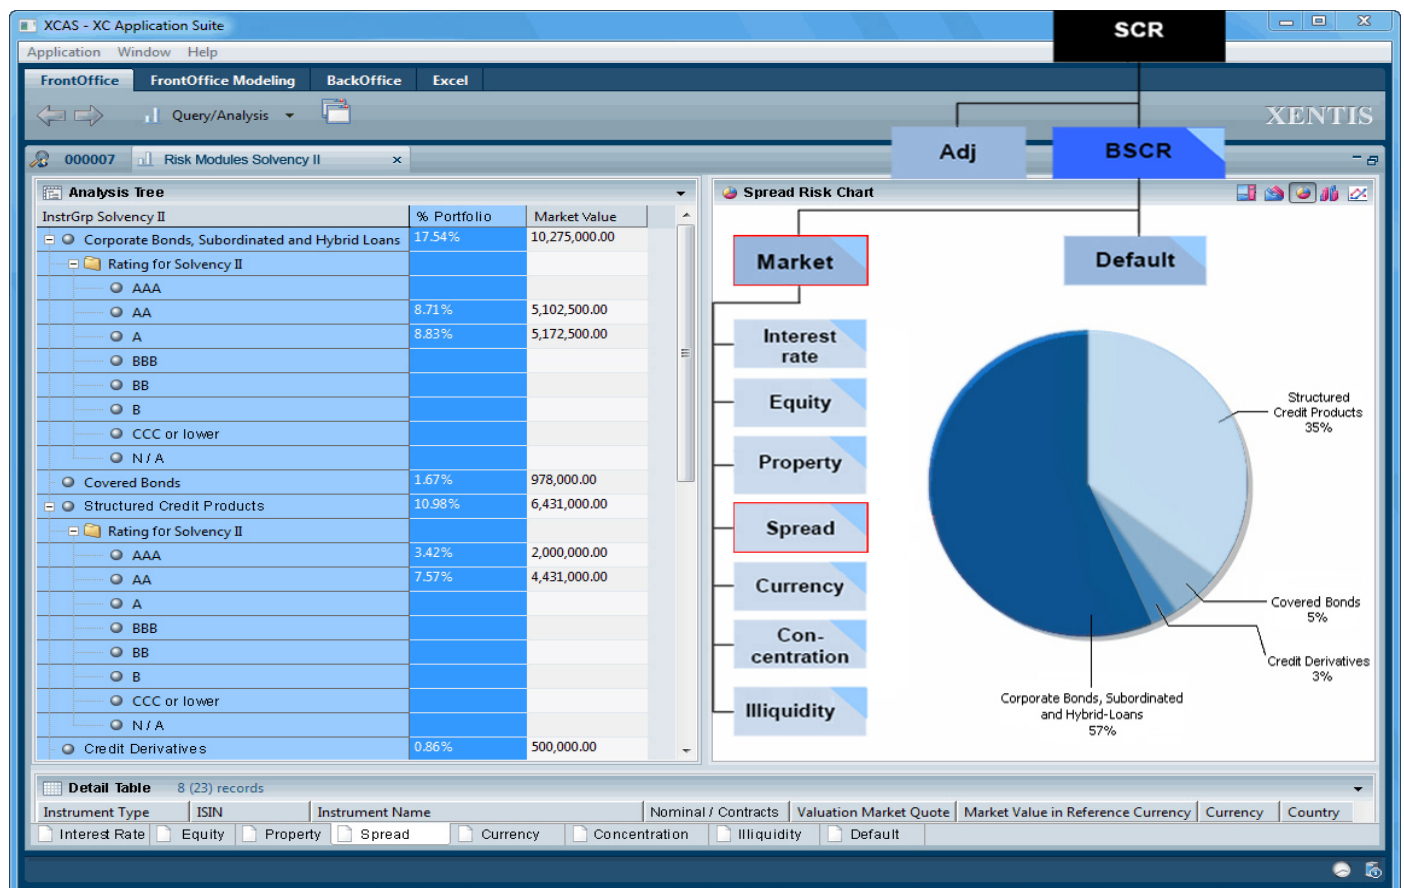 XCAS - XC Application Suite
SCR
Application Window Help
FrontOffice FrontOffice Modeling BackOffice Excel
Query/Analysis
XENTIS
Adj
BSCR
000007 Risk Modules Solvency II x
Analysis Tree
InstrGrp Solvency II % Portfolio Market Value
Corporate Bonds, Subordinated and Hybrid Loans 17.54% 10,275,000.00
Rating for Solvency II
AAA
AA 8.71% 5,102,500.00
A 8.83% 5,172,500.00
BBB
BB
B
CCC or lower
N / A
Covered Bonds 1.67% 978,000.00
Structured Credit Products 10.98% 6,431,000.00
Rating for Solvency II
AAA 3.42% 2,000,000.00
AA 7.57% 4,431,000.00
A
BBB
BB
B
CCC or lower
N / A
Credit Derivatives 0.86% 500,000.00
Spread Risk Chart
Market
Default
Interest
rate
Equity
Property
Spread
Currency
Con-
centration
Illiquidity
Structured
Credit Products
35%
Covered Bonds
5%
Credit Derivatives
3%
Corporate Bonds, Subordinated
and Hybrid-Loans
57%
Detail Table 8 (23) records
Instrument Type ISIN Instrument Name Nominal / Contracts Valuation Market Quote Market Value in Reference Currency Currency Country
Interest Rate Equity Property Spread Currency Concentration Illiquidity Default